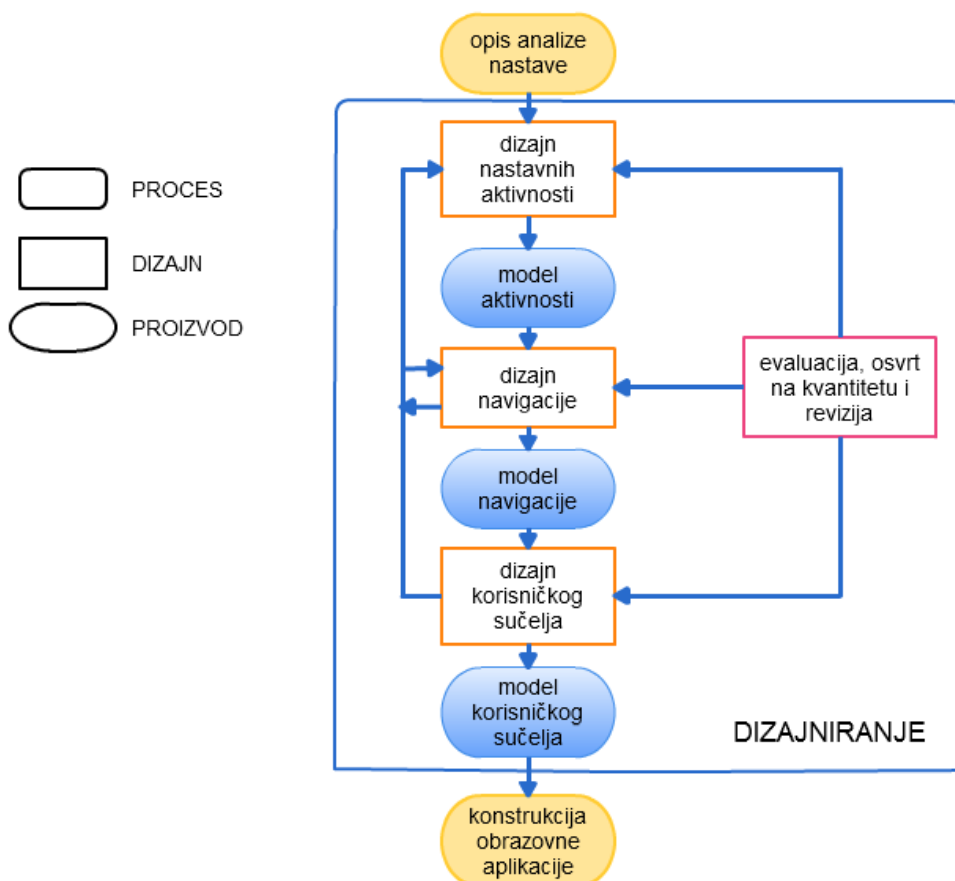 opis analize
nastave
dizajn
nastavnih
aktivnosti
PROCES
DIZAJN
PROIZVOD
model
aktivnosti
dizajn
navigacije
evaluacija, osvrt
na kvantitetu i
revizija
model
navigacije
dizajn
korisničkog
sučelja
model
korisničkog
sučelja
DIZAJNIRANJE
konstrukcija
obrazovne
aplikacije